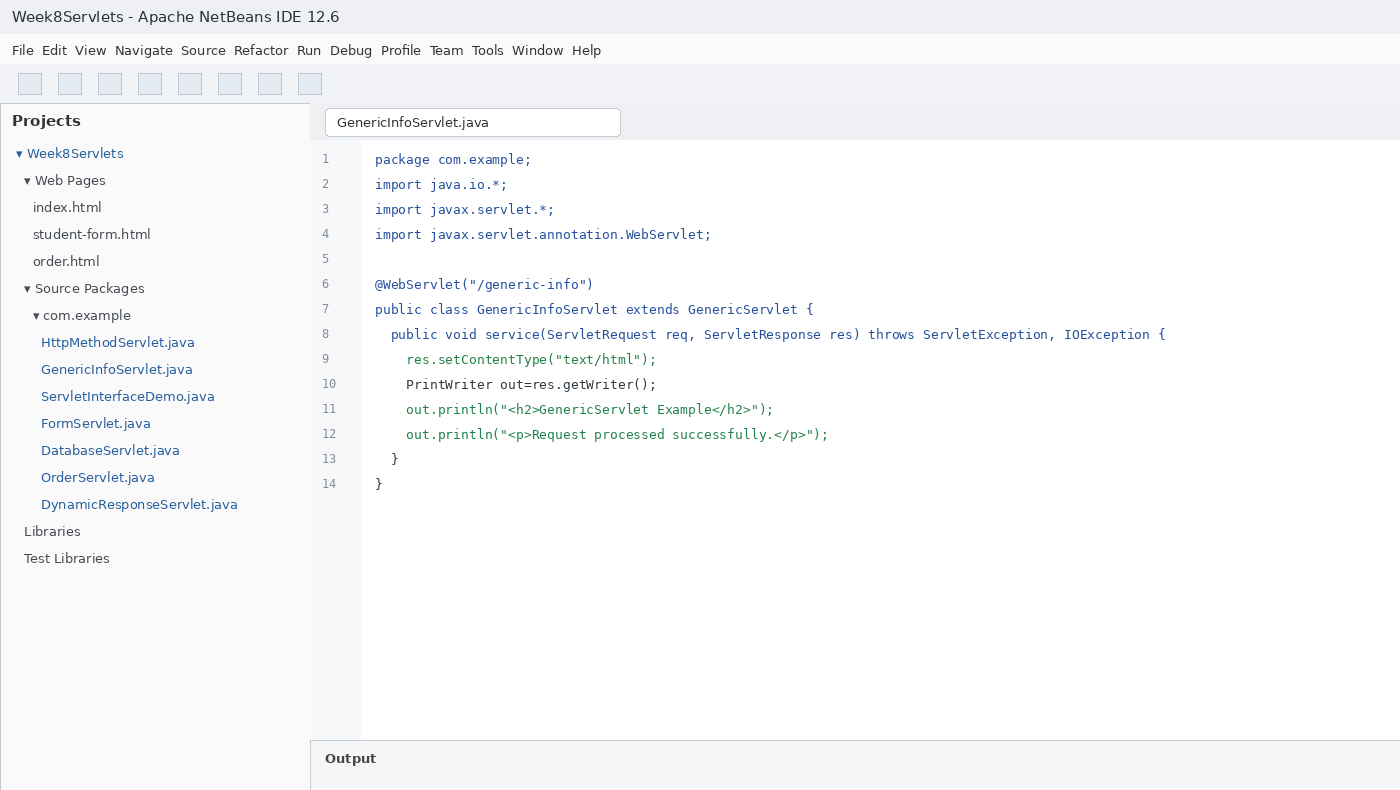 Week8Servlets - Apache NetBeans IDE 12.6
File Edit View Navigate Source Refactor Run Debug Profile Team Tools Window Help
Projects
▾ Week8Servlets
▾ Web Pages
index.html
student-form.html
order.html
▾ Source Packages
▾ com.example
HttpMethodServlet.java
GenericInfoServlet.java
ServletInterfaceDemo.java
FormServlet.java
DatabaseServlet.java
OrderServlet.java
DynamicResponseServlet.java
Libraries
Test Libraries
GenericInfoServlet.java
1 package com.example;
2 import java.io.*;
3 import javax.servlet.*;
4 import javax.servlet.annotation.WebServlet;
5
6 @WebServlet("/generic-info")
7 public class GenericInfoServlet extends GenericServlet {
8   public void service(ServletRequest req, ServletResponse res) throws ServletException, IOException {
9     res.setContentType("text/html");
10     PrintWriter out=res.getWriter();
11     out.println("<h2>GenericServlet Example</h2>");
12     out.println("<p>Request processed successfully.</p>");
13   }
14 }
Output